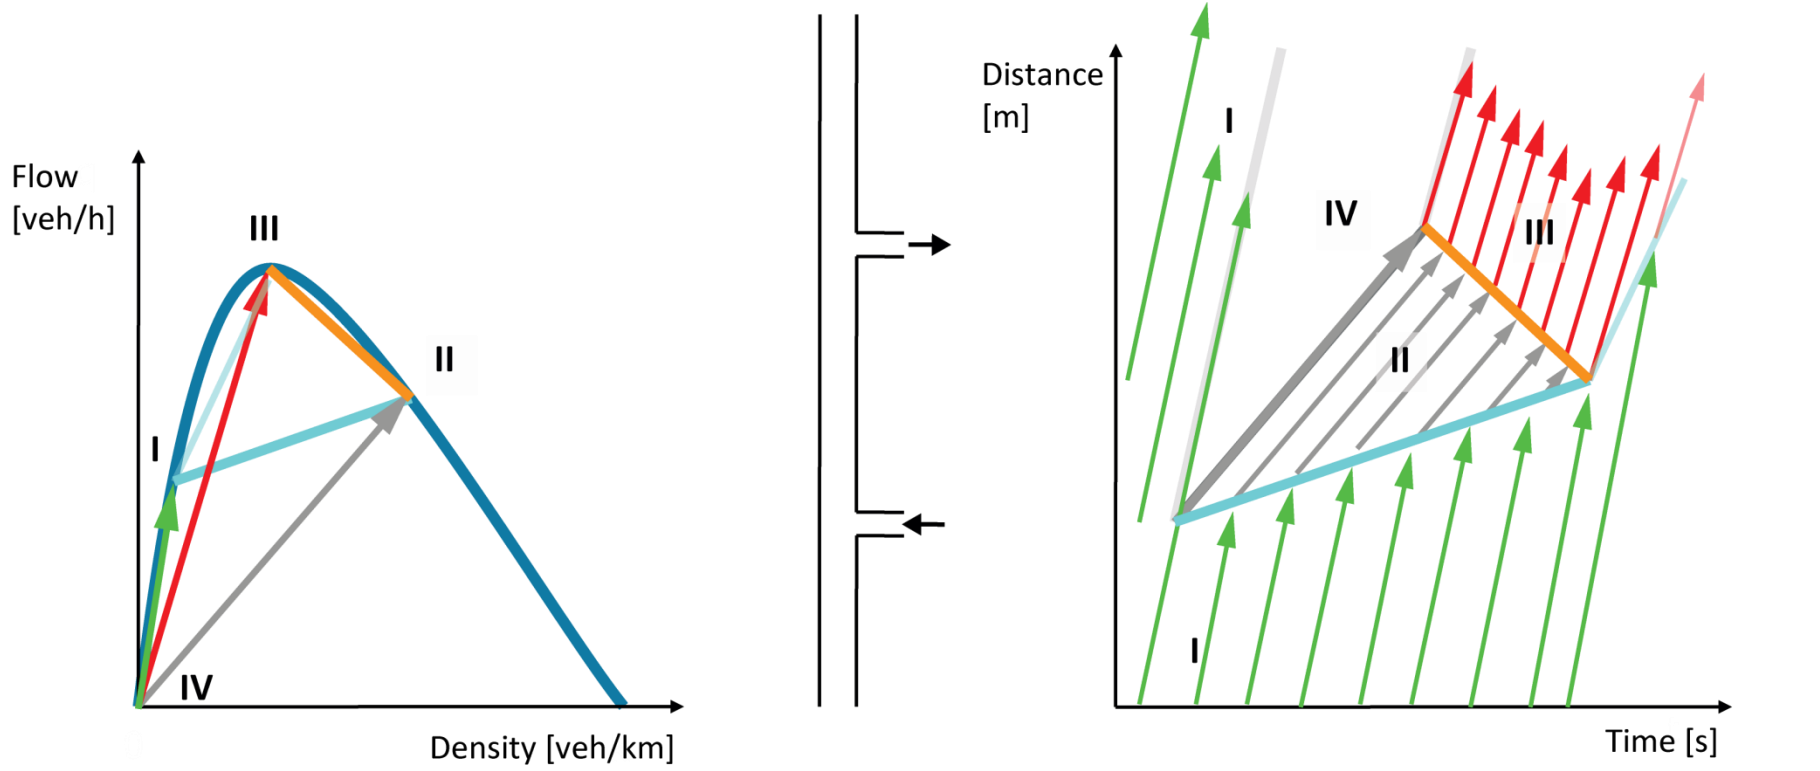 Flow
[veh/h]
III
II
I
IV
Density [veh/km]
Distance
[m]
I
IV
III
II
I
Time [s]